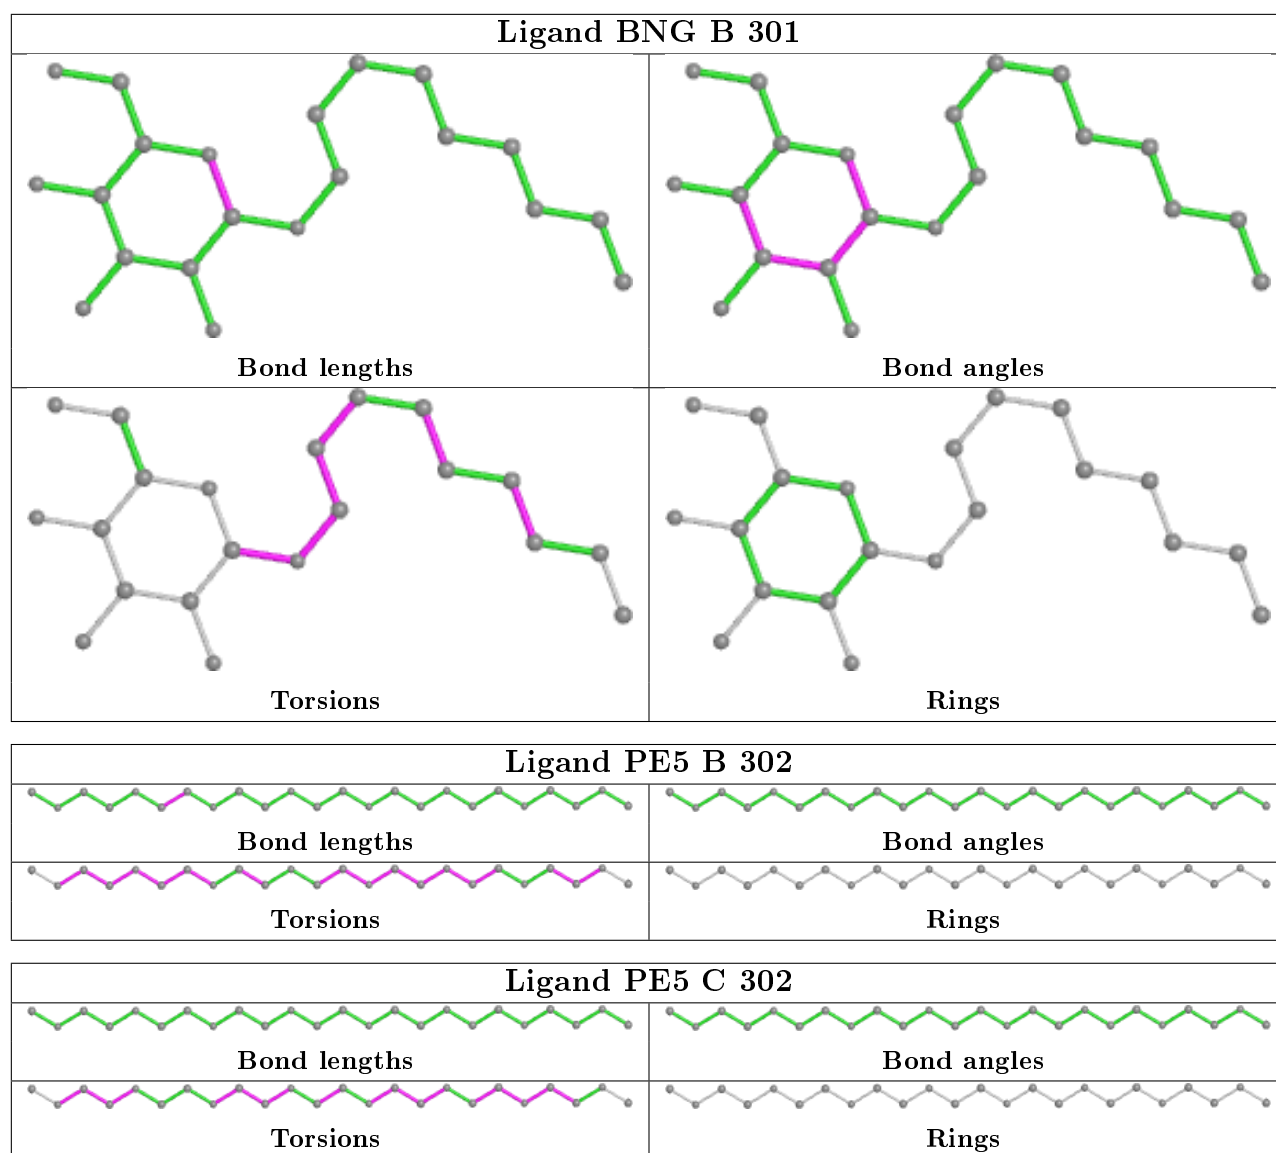 Ligand BNG B 301
Bond lengths
Bond angles
Torsions
Rings
Ligand PE5 B 302
Bond lengths
Bond angles
Torsions
Rings
Ligand PE5 C 302
Bond lengths
Bond angles
Torsions
Rings